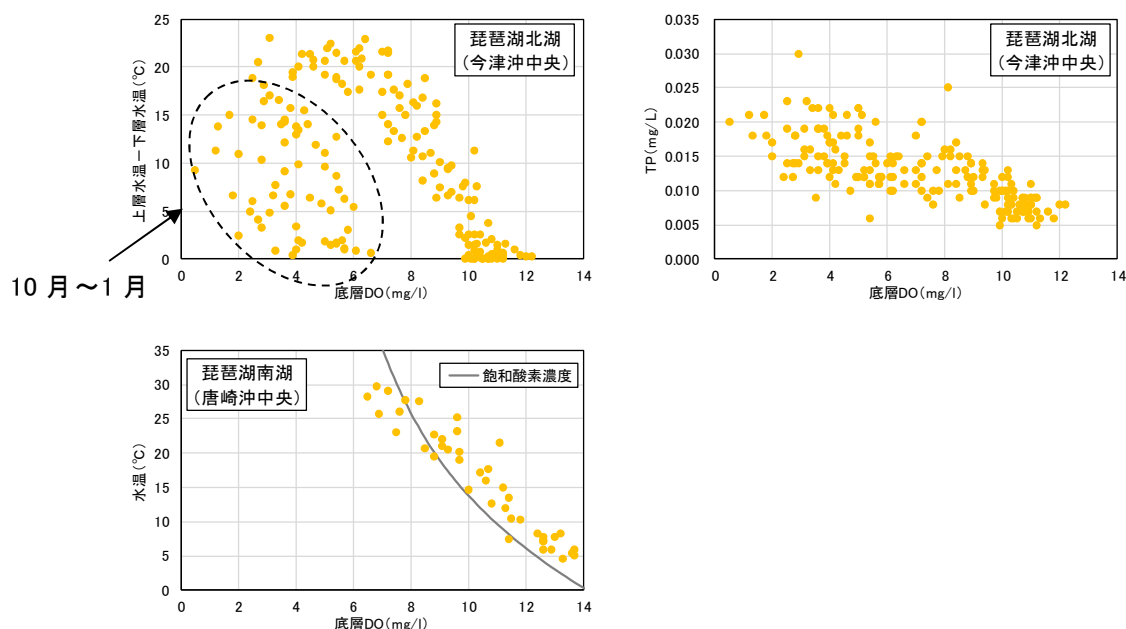 25
20
15
10
5
0
上層水温－下層水温(℃)
琵琶湖北湖
(今津沖中央)
0 2 4 6 8 10 12 14
底層DO(mg/l)
10月～1月
0.035
0.030
0.025
0.020
0.015
0.010
0.005
0.000
TP(mg/L)
琵琶湖北湖
(今津沖中央)
0 2 4 6 8 10 12 14
底層DO(mg/l)
35
30
25
20
15
10
5
0
水温(℃)
琵琶湖南湖
(唐崎沖中央)
飽和酸素濃度
0 2 4 6 8 10 12 14
底層DO(mg/l)